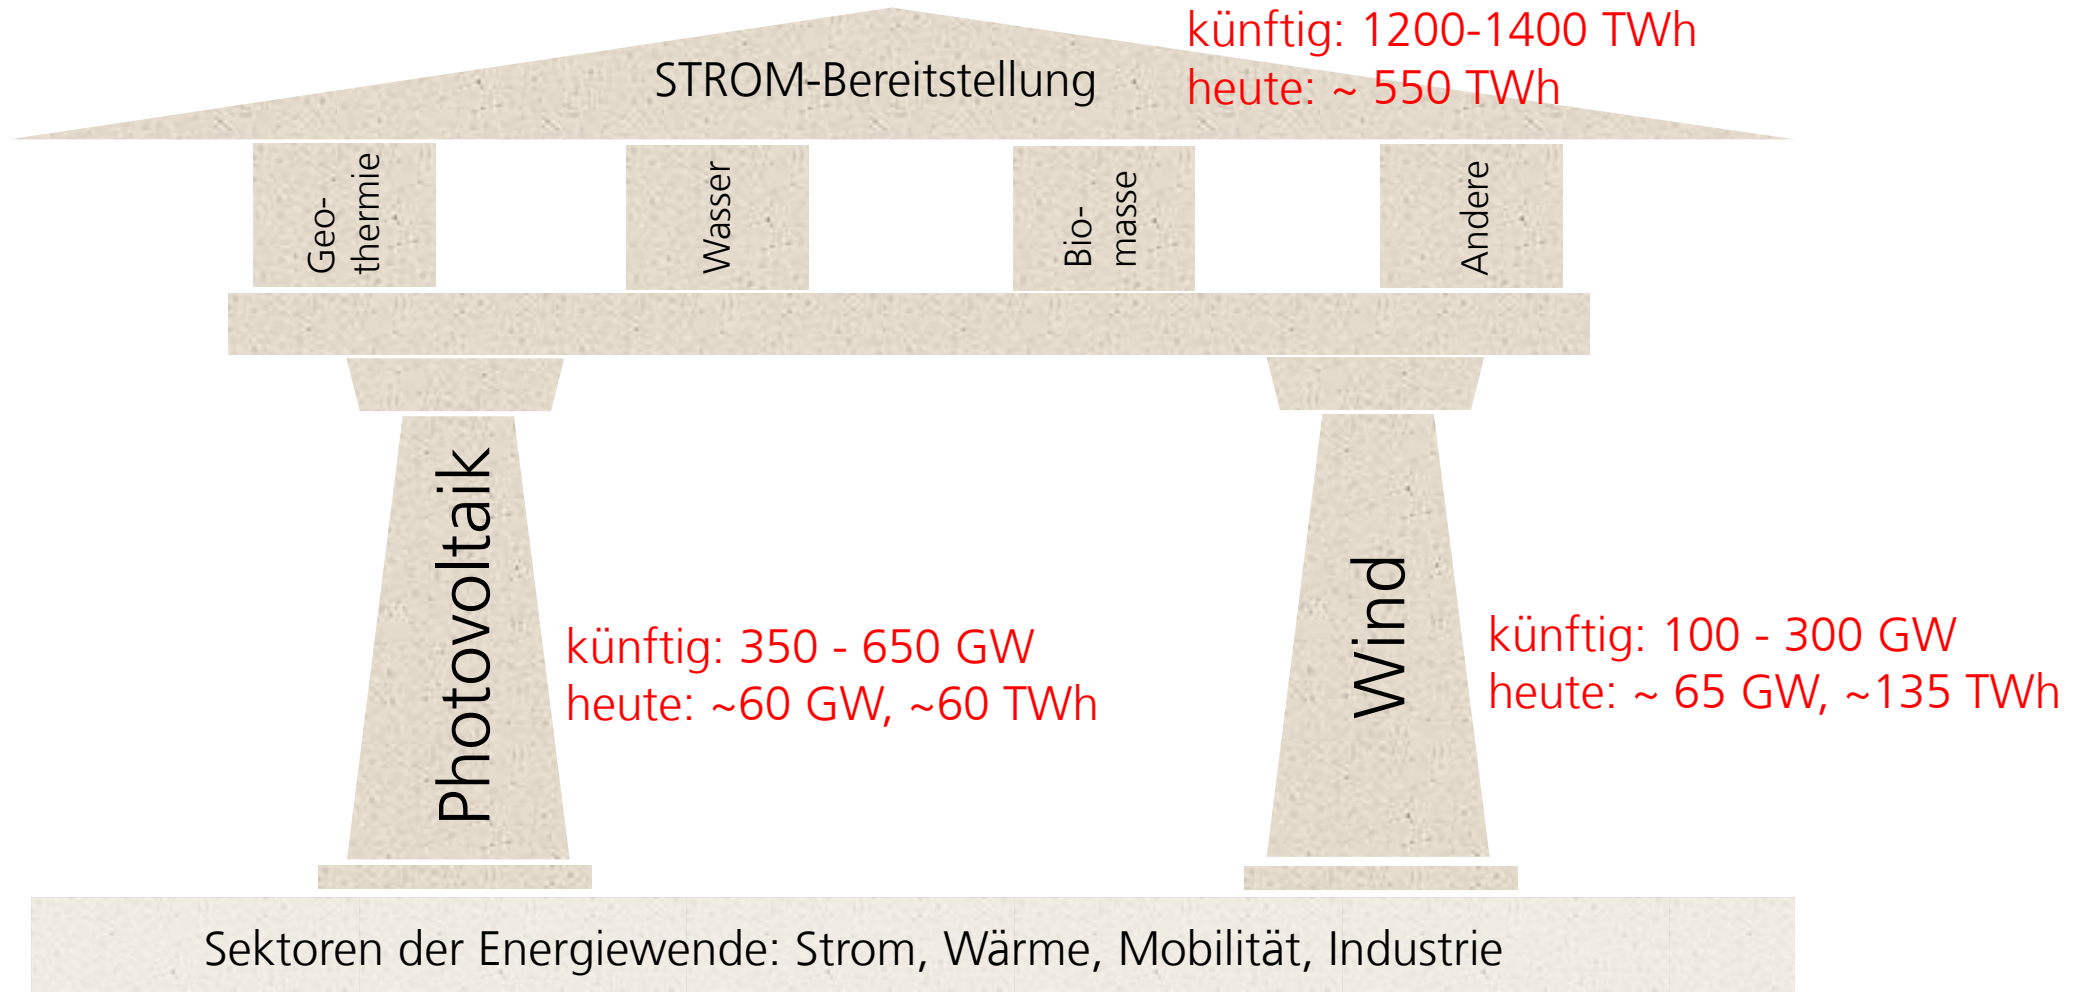 künftig: 1200-1400 TWh
STROM-Bereitstellung
heute: ~ 550 TWh
Geo-
thermie
Wasser
Bio-
masse
Andere
Photovoltaik
künftig: 350 - 650 GW
heute: ~60 GW, ~60 TWh
Wind
künftig: 100 - 300 GW
heute: ~ 65 GW, ~135 TWh
Sektoren der Energiewende: Strom, Wärme, Mobilität, Industrie